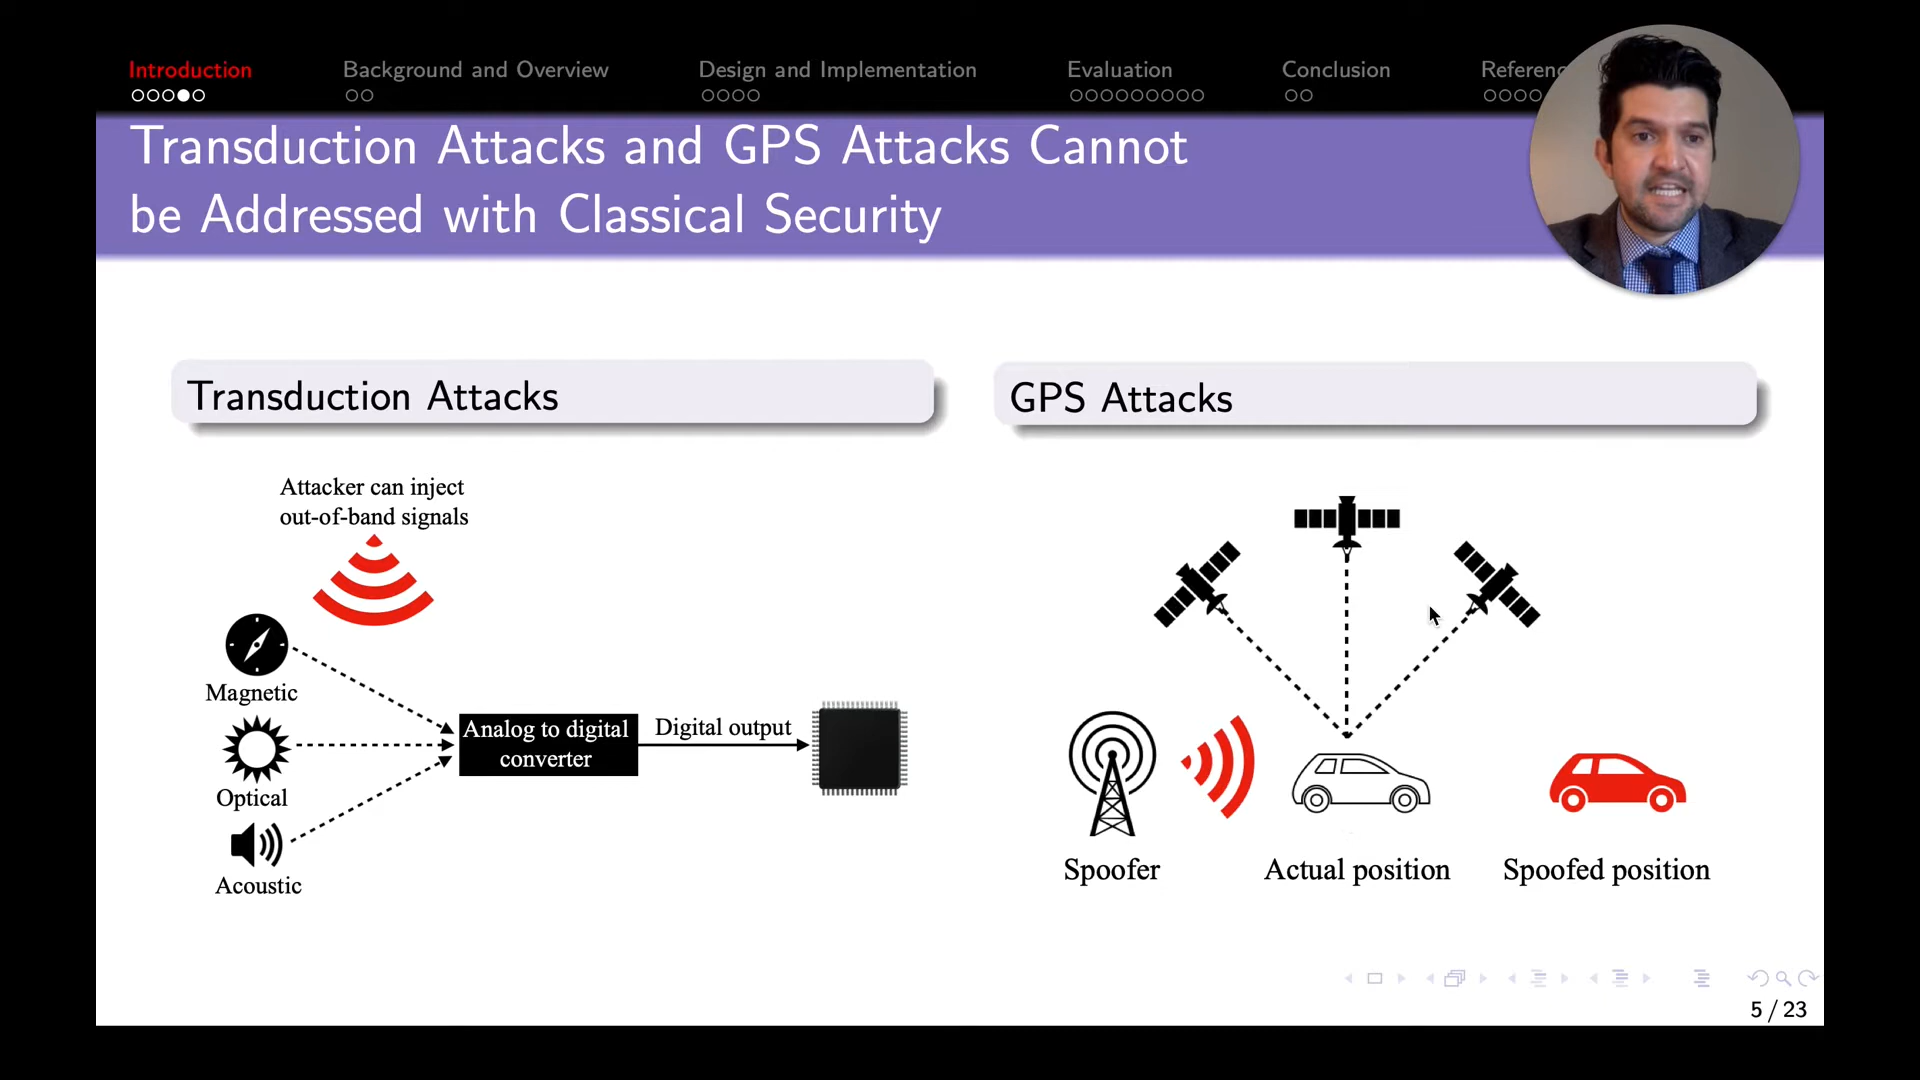 Introduction
Background and Overview
Design and Implementation
Evaluation
Conclusion
Referenc
Transduction Attacks and GPS Attacks Cannot
be Addressed with Classical Security
Transduction Attacks
GPS Attacks
Attacker can inject
out-of-band signals
Magnetic
Optical
Acoustic
Analog to digital
converter
Digital output
Spoofer
Actual position
Spoofed position
5 / 23